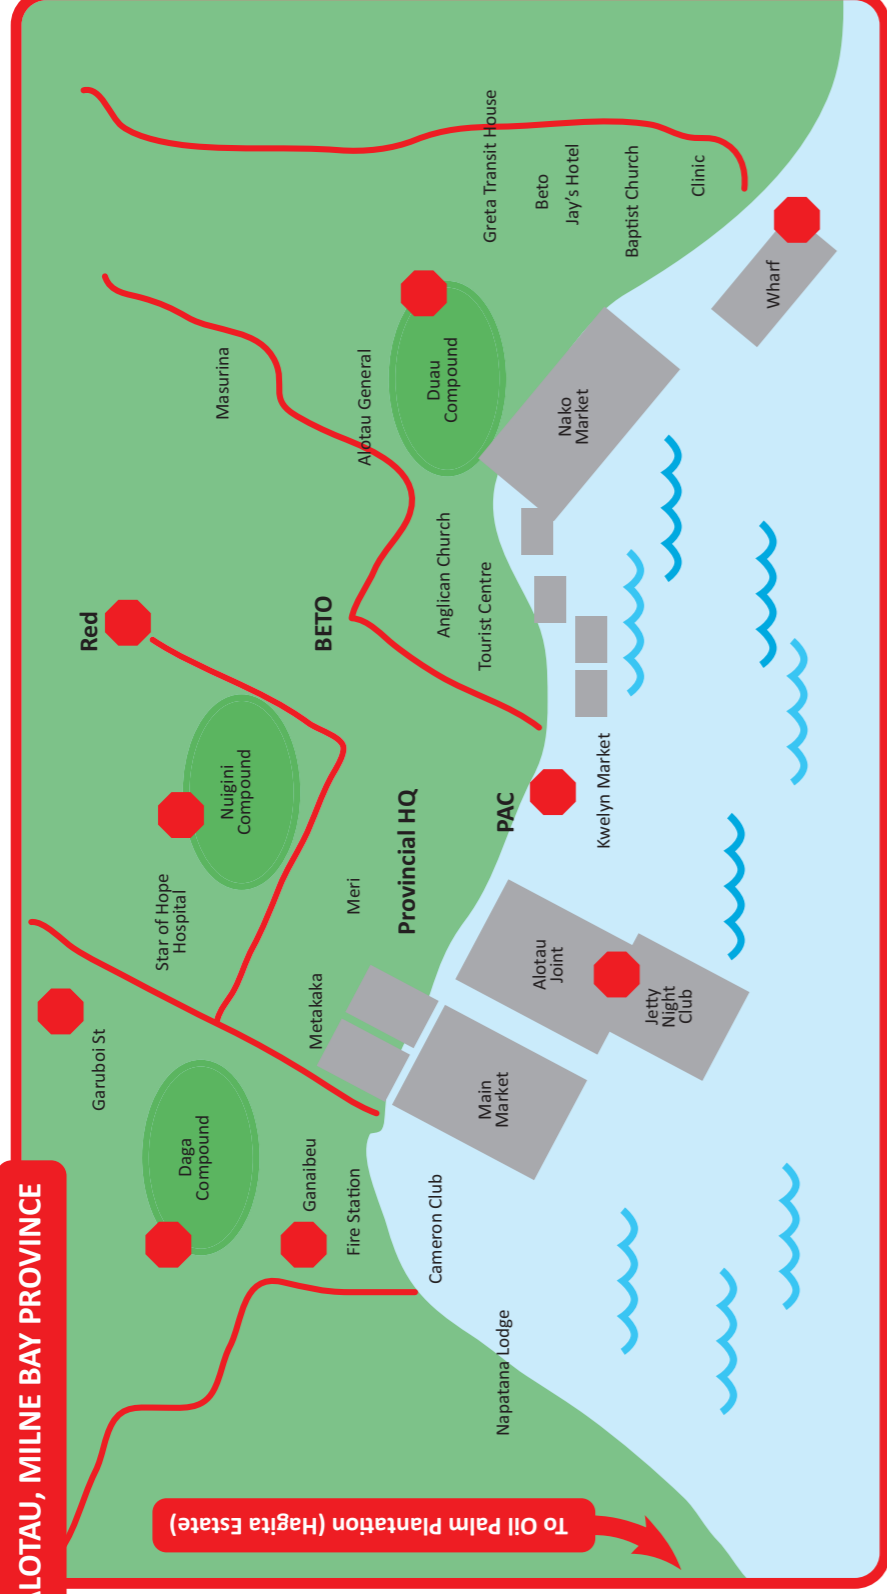 ALOTAU, MILNE BAY PROVINCE
Garuboi St
Red
Daga
Compound
Star of Hope
Hospital
Nuigini
Compound
Masurina
Ganaibeu
Metakaka
BETO
Fire Station
Meri
Alotau General
Provincial HQ
Duau
Compound
Cameron Club
Anglican Church
Tourist Centre
Greta Transit House
Napatana Lodge
Main
Market
PAC
Beto
Jay's Hotel
Alotau
Joint
Nako
Market
Kwelyn Market
Baptist Church
Jetty
Night
Club
Clinic
Wharf
To Oil Palm Plantation (Hagita Estate)